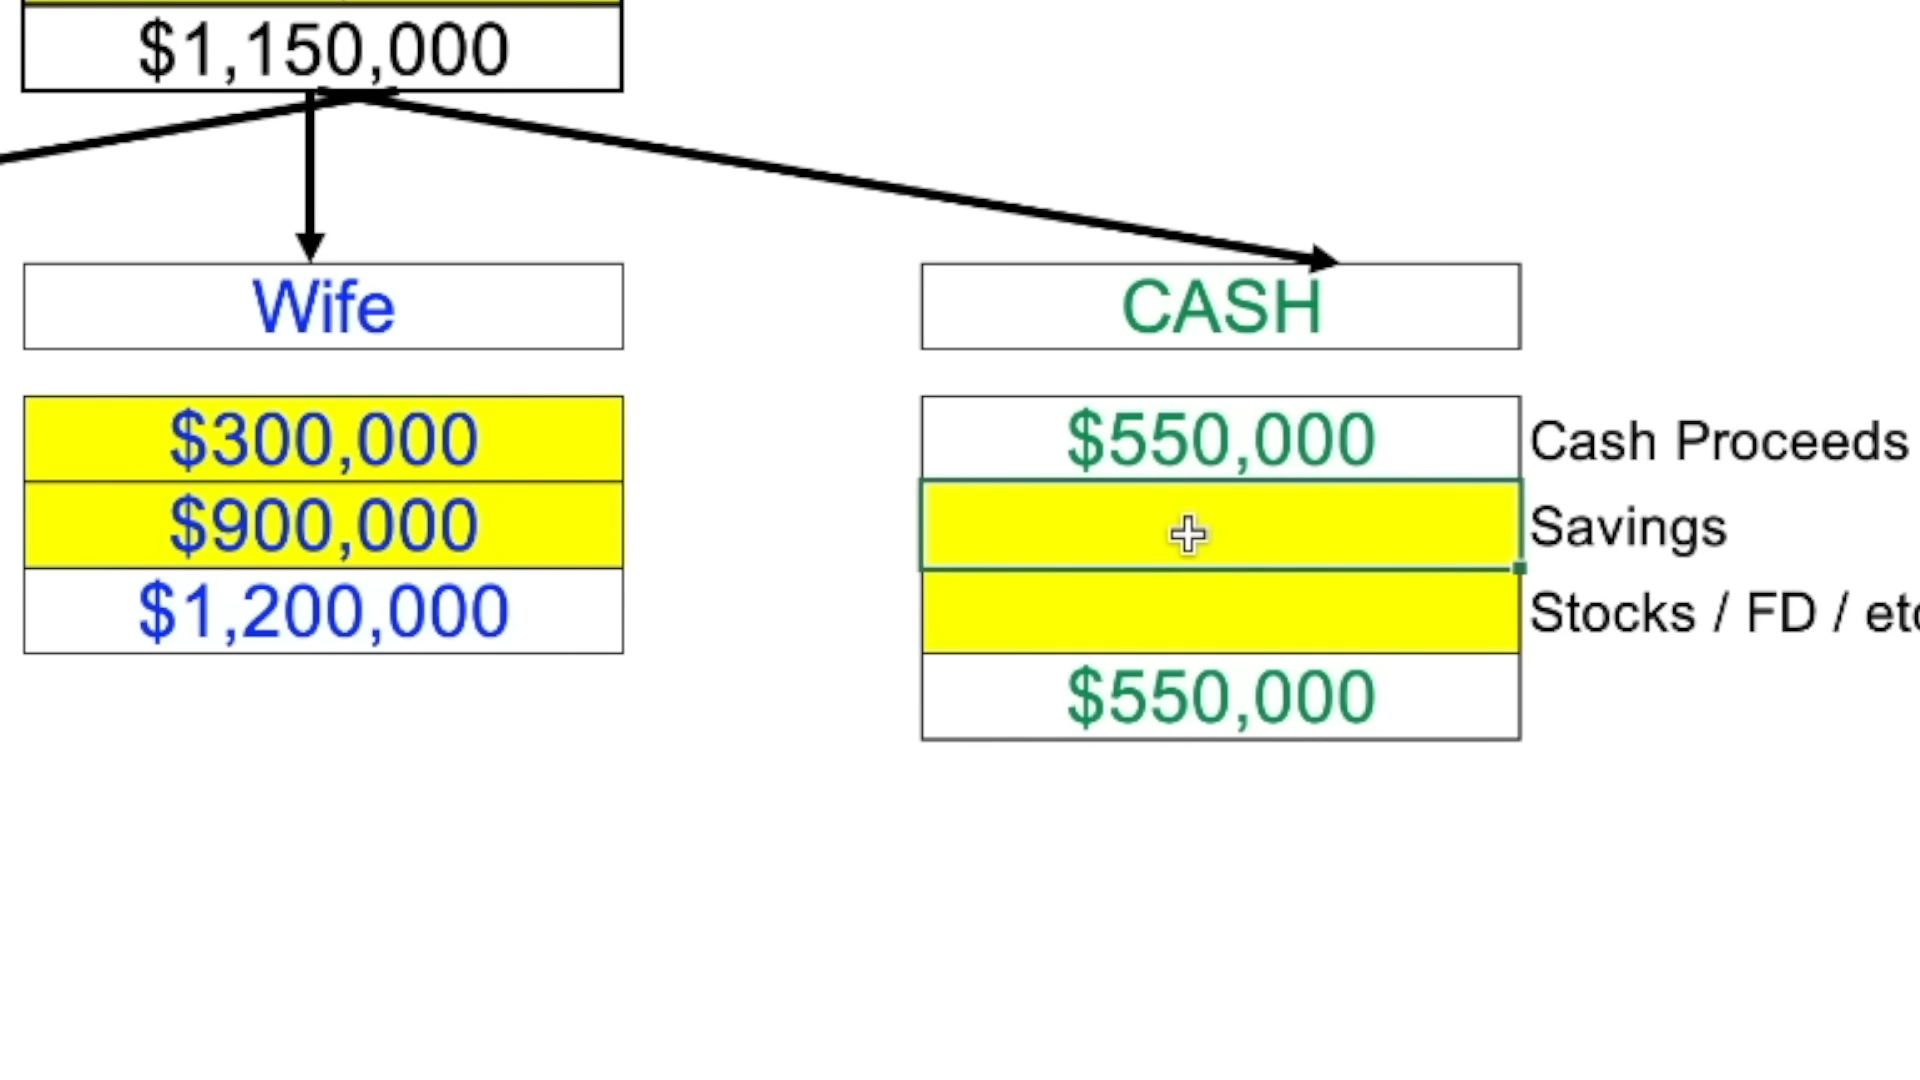 $1,150,000
Wife
$300,000
$900,000
$1,200,000
CASH
$550,000 Cash Proceeds
Savings
Stocks / FD / etc
$550,000